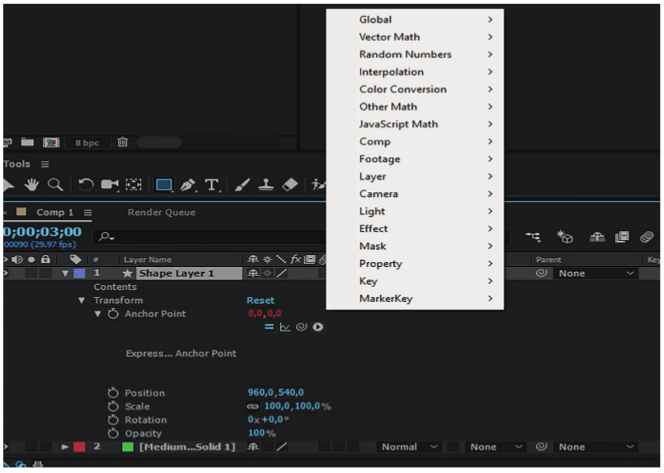 Global
Vector Math
Random Numbers
Interpolation
Color Conversion
Other Math
JavaScript Math
Comp
Footage
Layer
Camera
Light
Effect
Mask
Property
Key
MarkerKey
8 bpc
Tools
Comp 1 Render Queue
0;00;03;00
00090 (29.97 fps)
# Layer Name fx Parent Key
1 Shape Layer 1 None
Contents
Transform Reset
Anchor Point 0,0,0,0
Express... Anchor Point
Position 960,0,540,0
Scale 100,0,100,0%
Rotation 0x+0,0°
Opacity 100%
2 [Medium...Solid 1] Normal None None